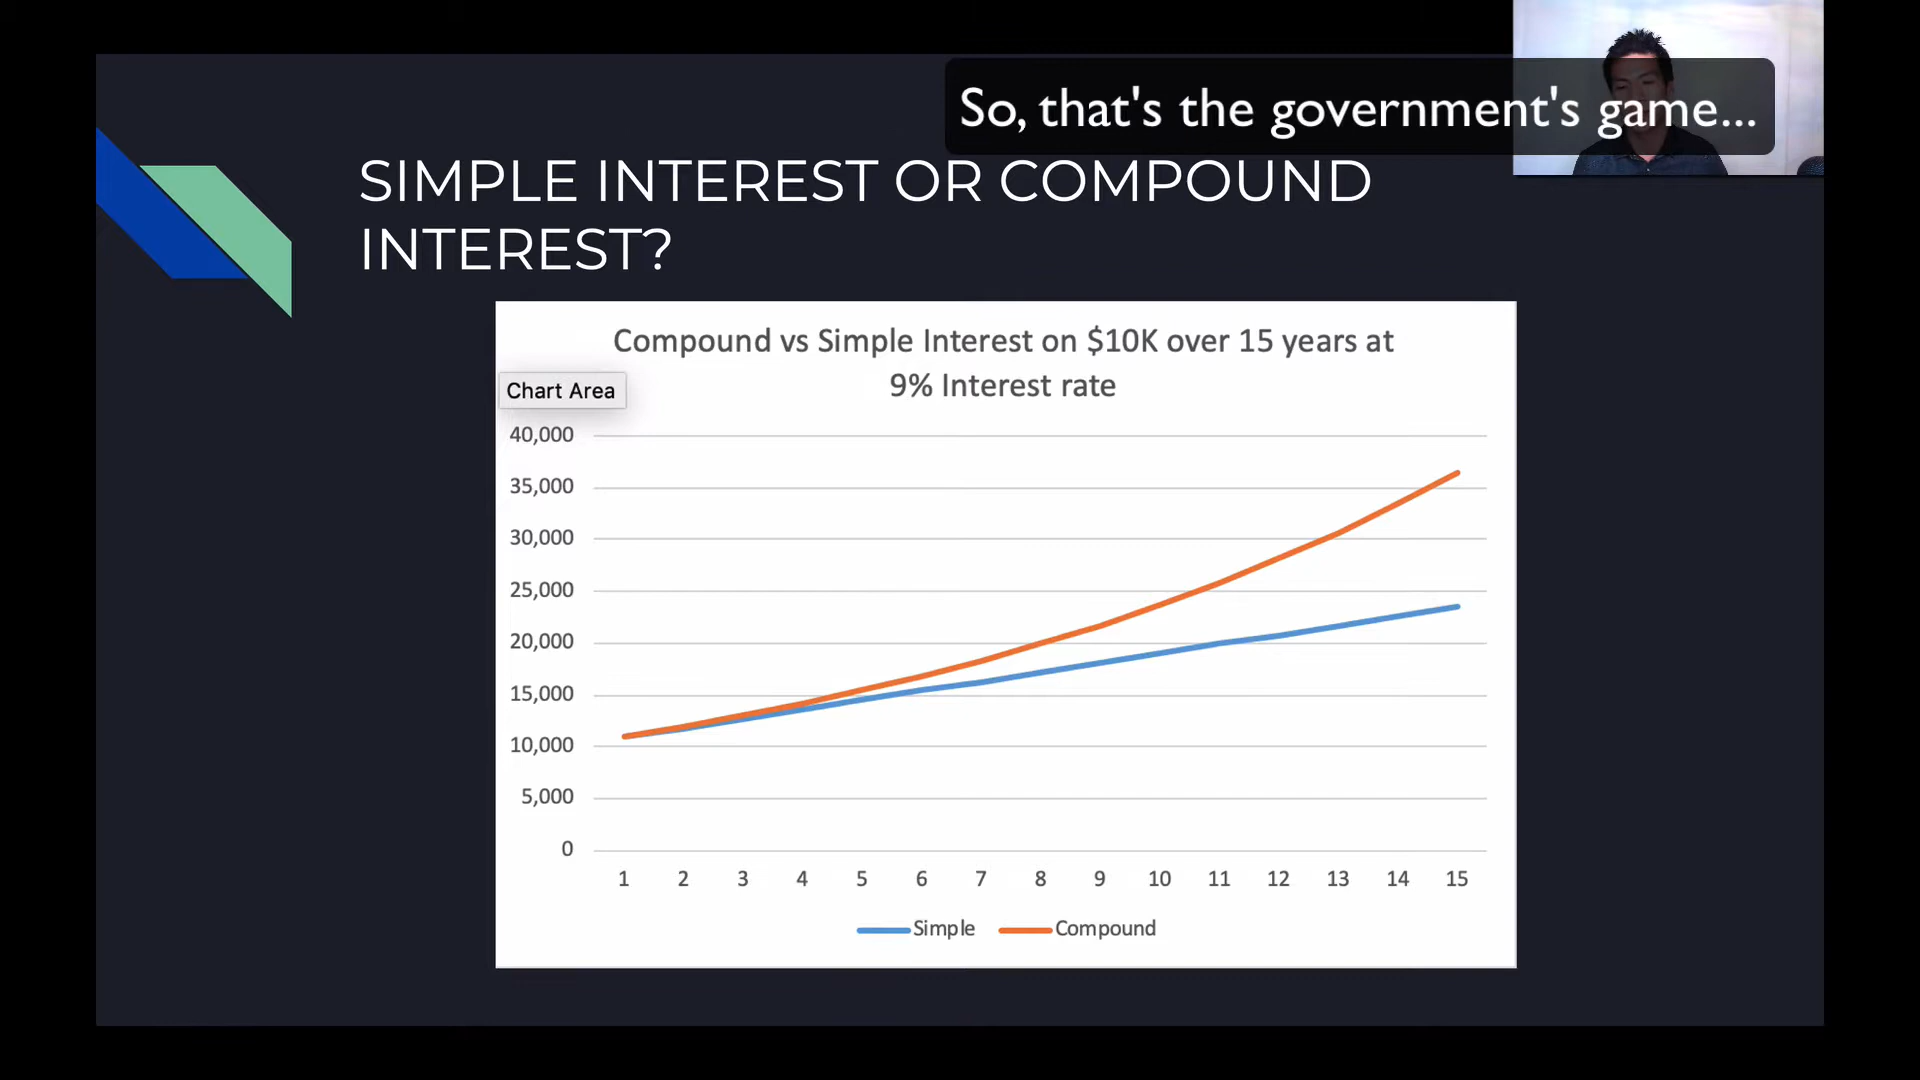 So, that's the government's game...
SIMPLE INTEREST OR COMPOUND
INTEREST?
Compound vs Simple Interest on $10K over 15 years at
9% Interest rate
Chart Area
40,000
35,000
30,000
25,000
20,000
15,000
10,000
5,000
0
1 2 3 4 5 6 7 8 9 10 11 12 13 14 15
Simple Compound